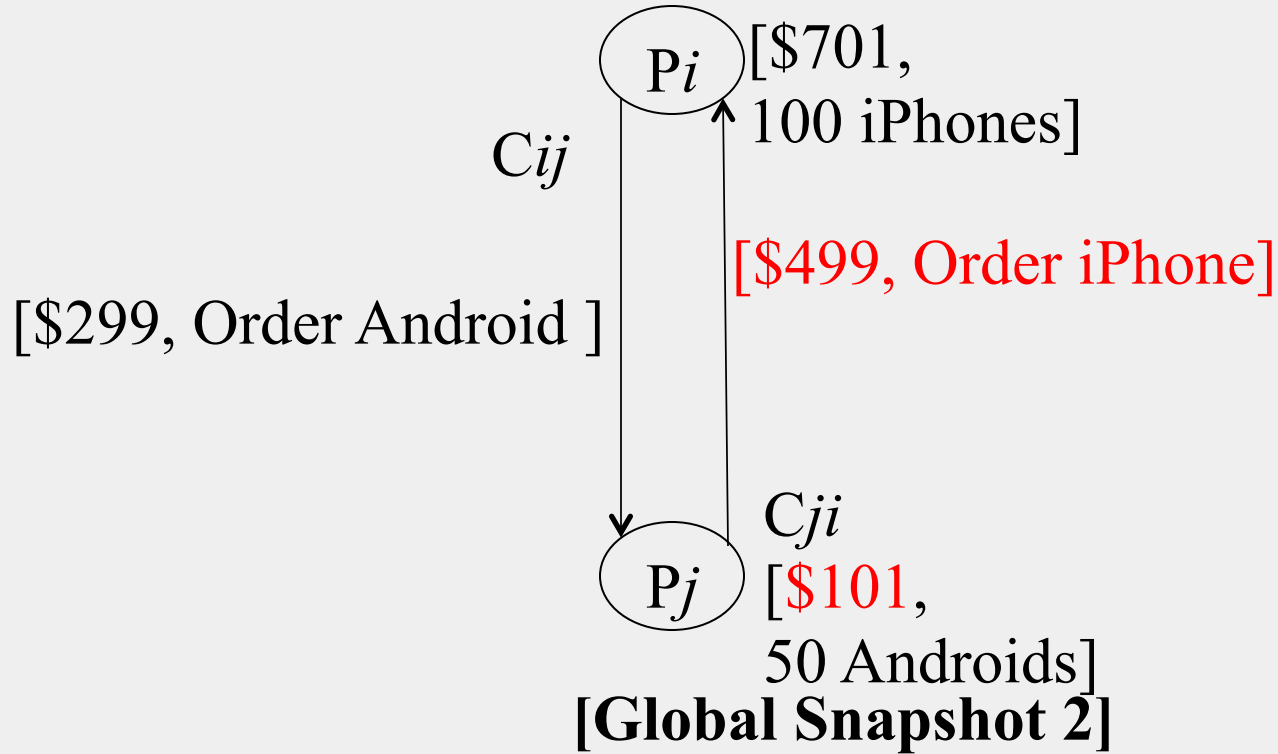 Pi
[$701,
100 iPhones]
Cij
[$499, Order iPhone]
[$299, Order Android ]
Cji
Pj
[$101,
50 Androids]
[Global Snapshot 2]